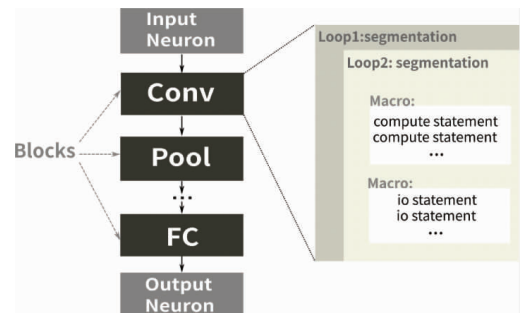 Input
Neuron
Conv
Pool
...
FC
Output
Neuron
Blocks
Loop1:segmentation
Loop2: segmentation
Macro:
compute statement
compute statement
...
Macro:
io statement
io statement
...